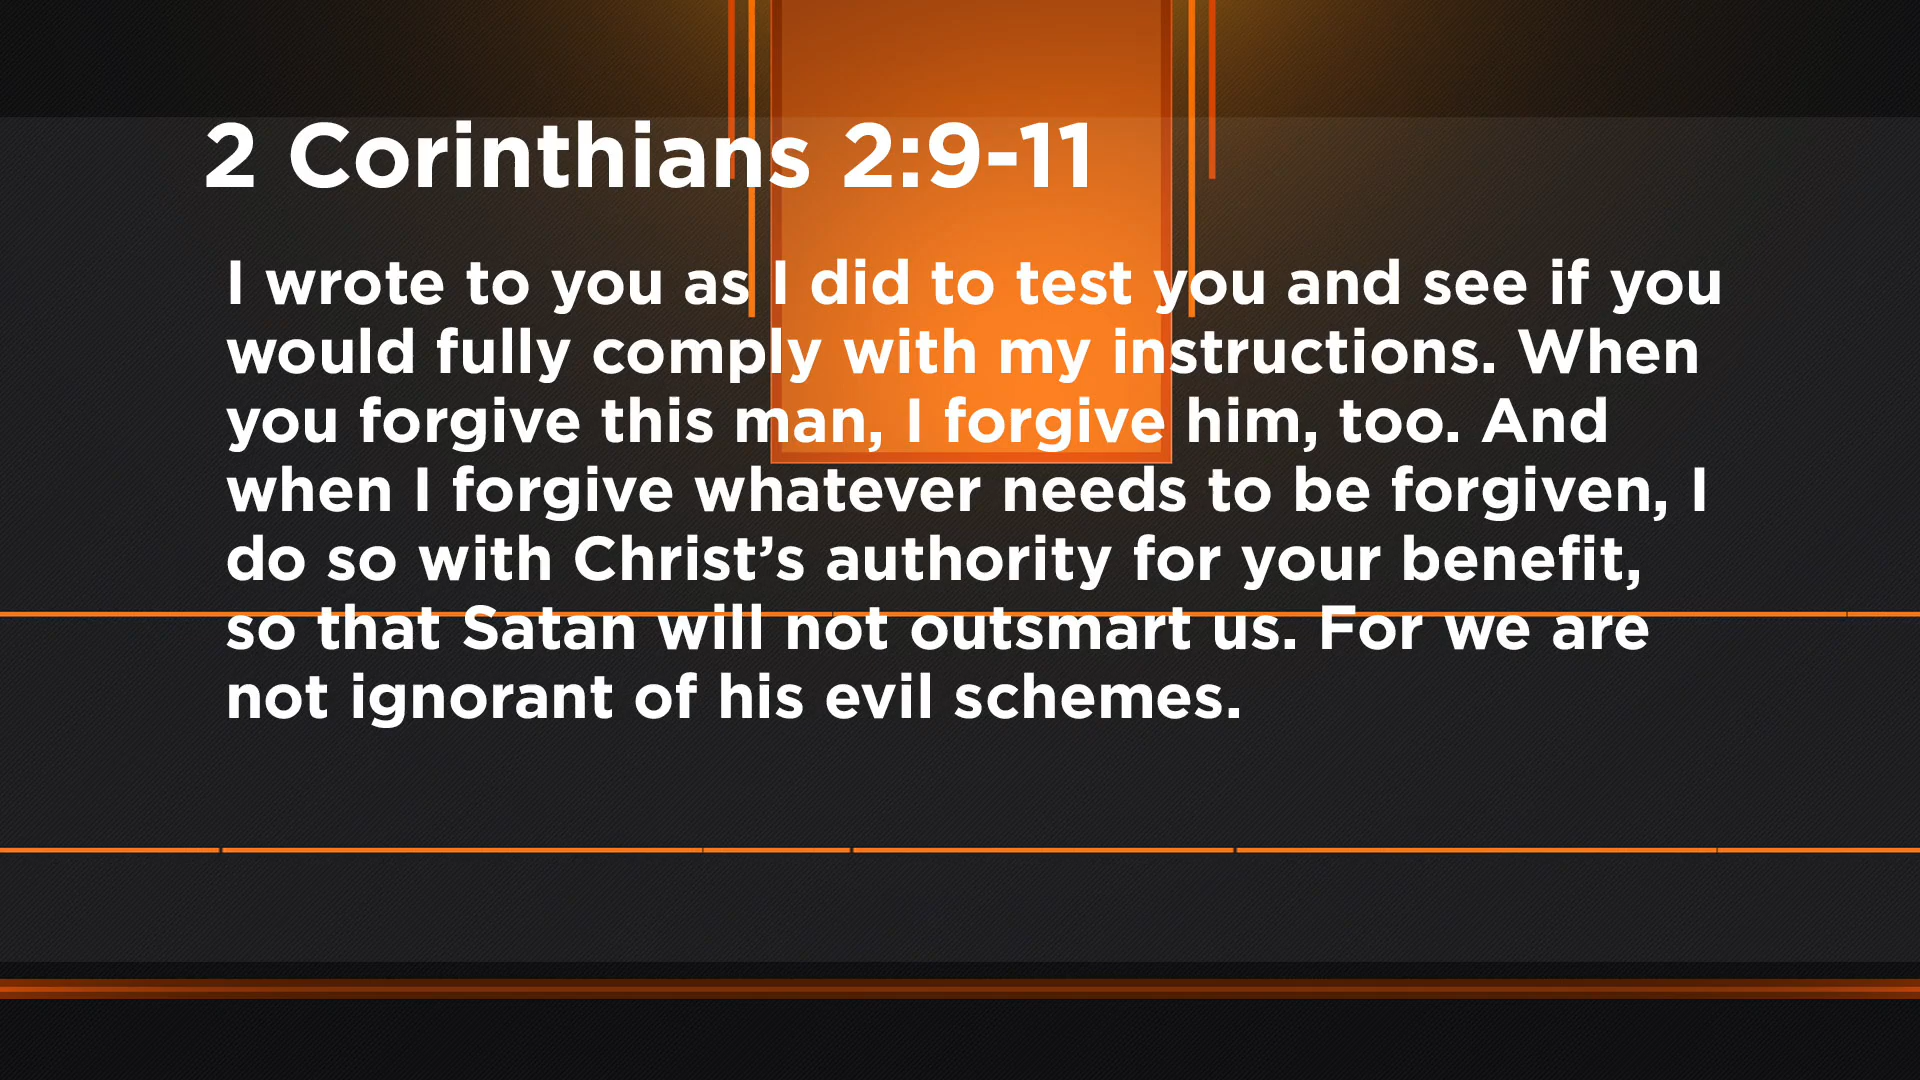 2 Corinthians 2:9-11
I wrote to you as I did to test you and see if you
would fully comply with my instructions. When
you forgive this man, I forgive him, too. And
when I forgive whatever needs to be forgiven, I
do so with Christ’s authority for your benefit,
so that Satan will not outsmart us. For we are
not ignorant of his evil schemes.